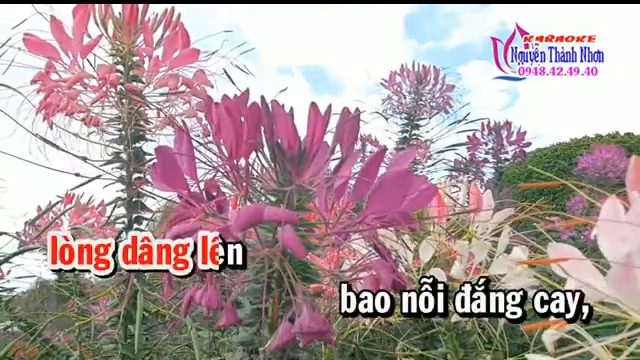 KARAOKE
Nguyễn Thành Nhơn
0948.42.49.40
lòng dâng lên
bao nỗi đắng cay,